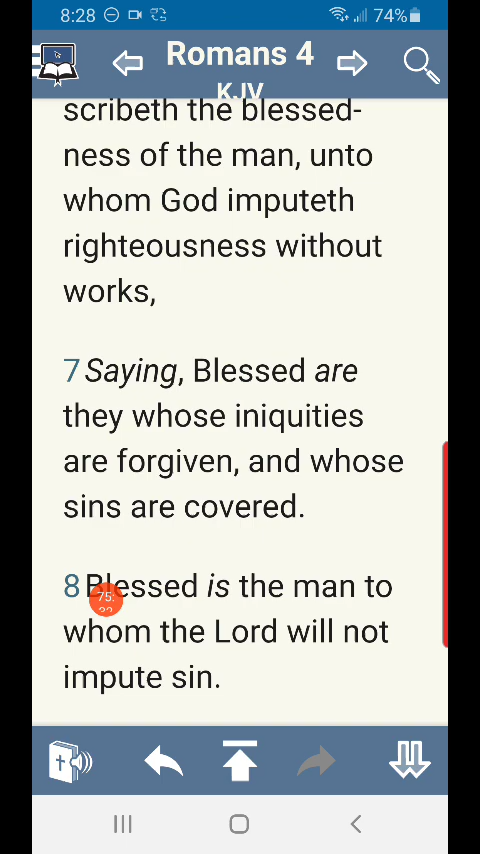 8:28 74%
Romans 4
KJV
scribeth the blessed-
ness of the man, unto
whom God imputeth
righteousness without
works,
7 Saying, Blessed are
they whose iniquities
are forgiven, and whose
sins are covered.
8 Blessed is the man to
whom the Lord will not
impute sin.
75: